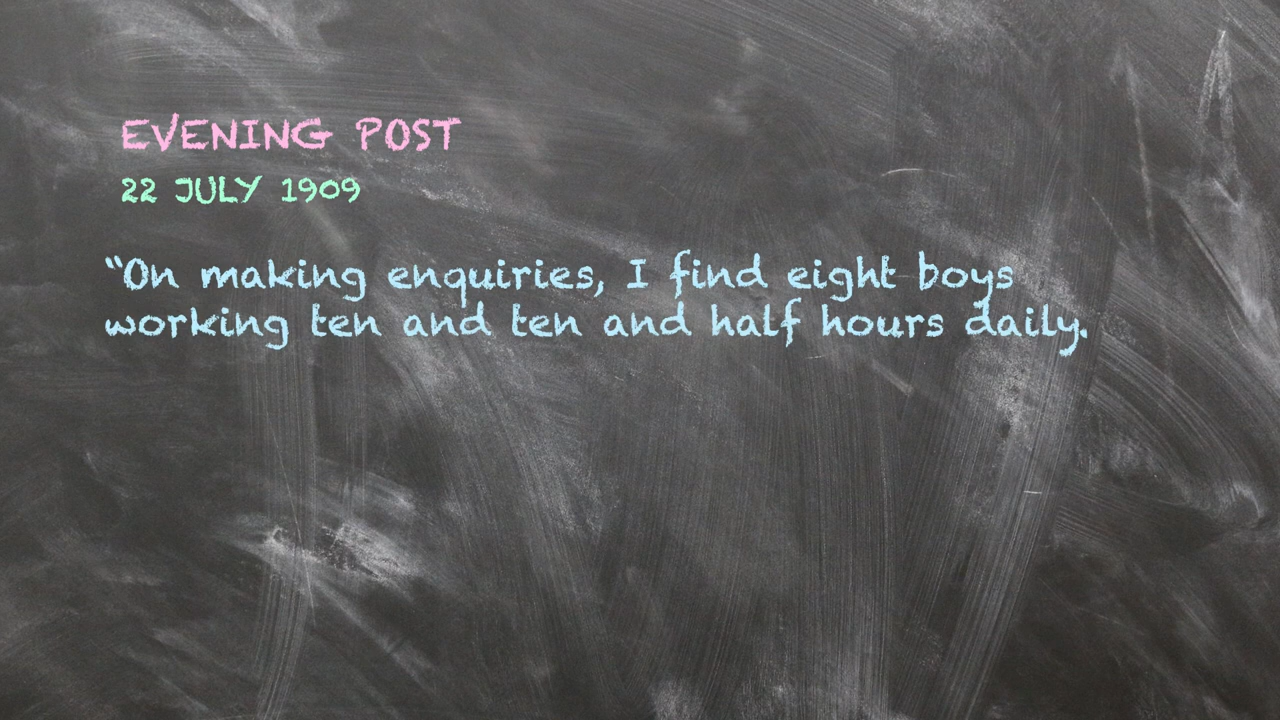 EVENING POST
22 JULY 1909
“On making enquiries, I find eight boys
working ten and ten and half hours daily.